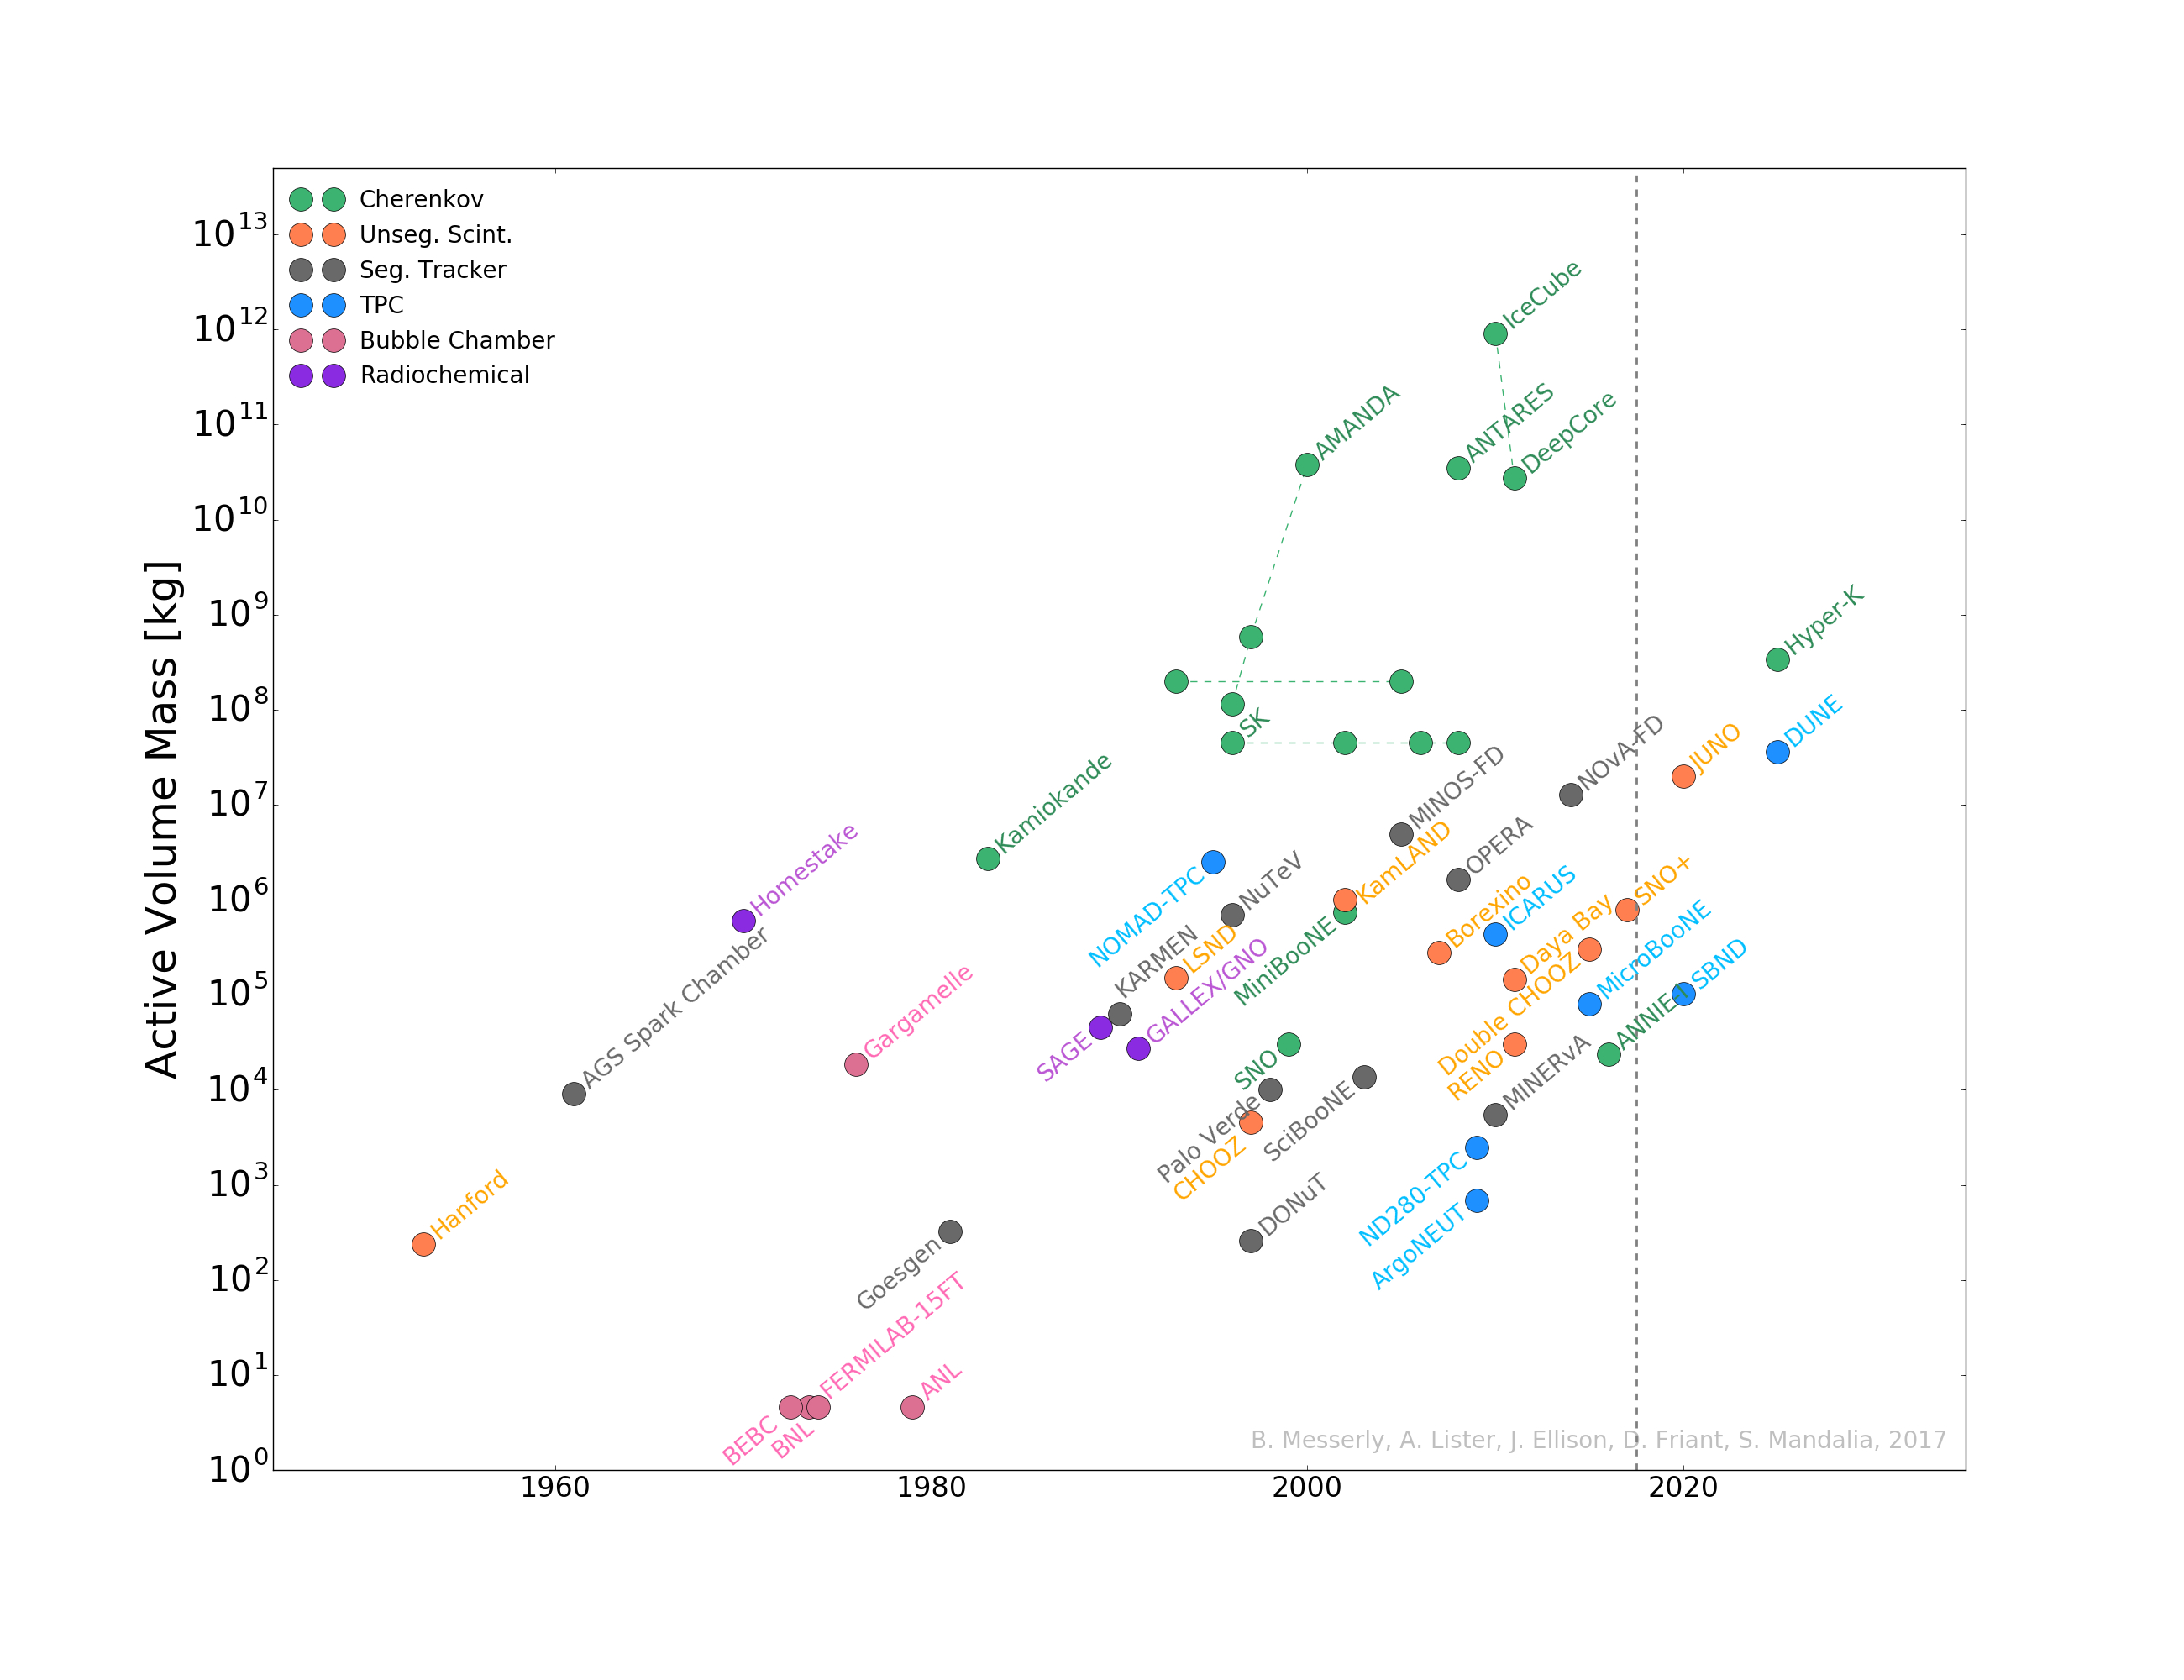 Cherenkov
Unseg. Scint.
Seg. Tracker
TPC
Bubble Chamber
Radiochemical
Active Volume Mass [kg]
10^13
10^12
10^11
10^10
10^9
10^8
10^7
10^6
10^5
10^4
10^3
10^2
10^1
10^0
IceCube
AMANDA
ANTARES
DeepCore
Hyper-K
SK
DUNE
JUNO
NOvA-FD
MINOS-FD
Kamiokande
Homestake
NOMAD-TPC
NuTeV
KamLAND
OPERA
MiniBooNE
Borexino
ICARUS
SNO+
Daya Bay
Double CHOOZ
MicroBooNE
SBND
ANNIE
AGS Spark Chamber
Gargamelle
KARMEN
LSND
GALLEX/GNO
SAGE
SNO
RENO
MINERvA
Palo Verde
CHOOZ
SciBooNE
ND280-TPC
ArgoNEUT
DONuT
Hanford
Goesgen
FERMILAB-15FT
ANL
BEBC
BNL
B. Messerly, A. Lister, J. Ellison, D. Friant, S. Mandalia, 2017
1960
1980
2000
2020